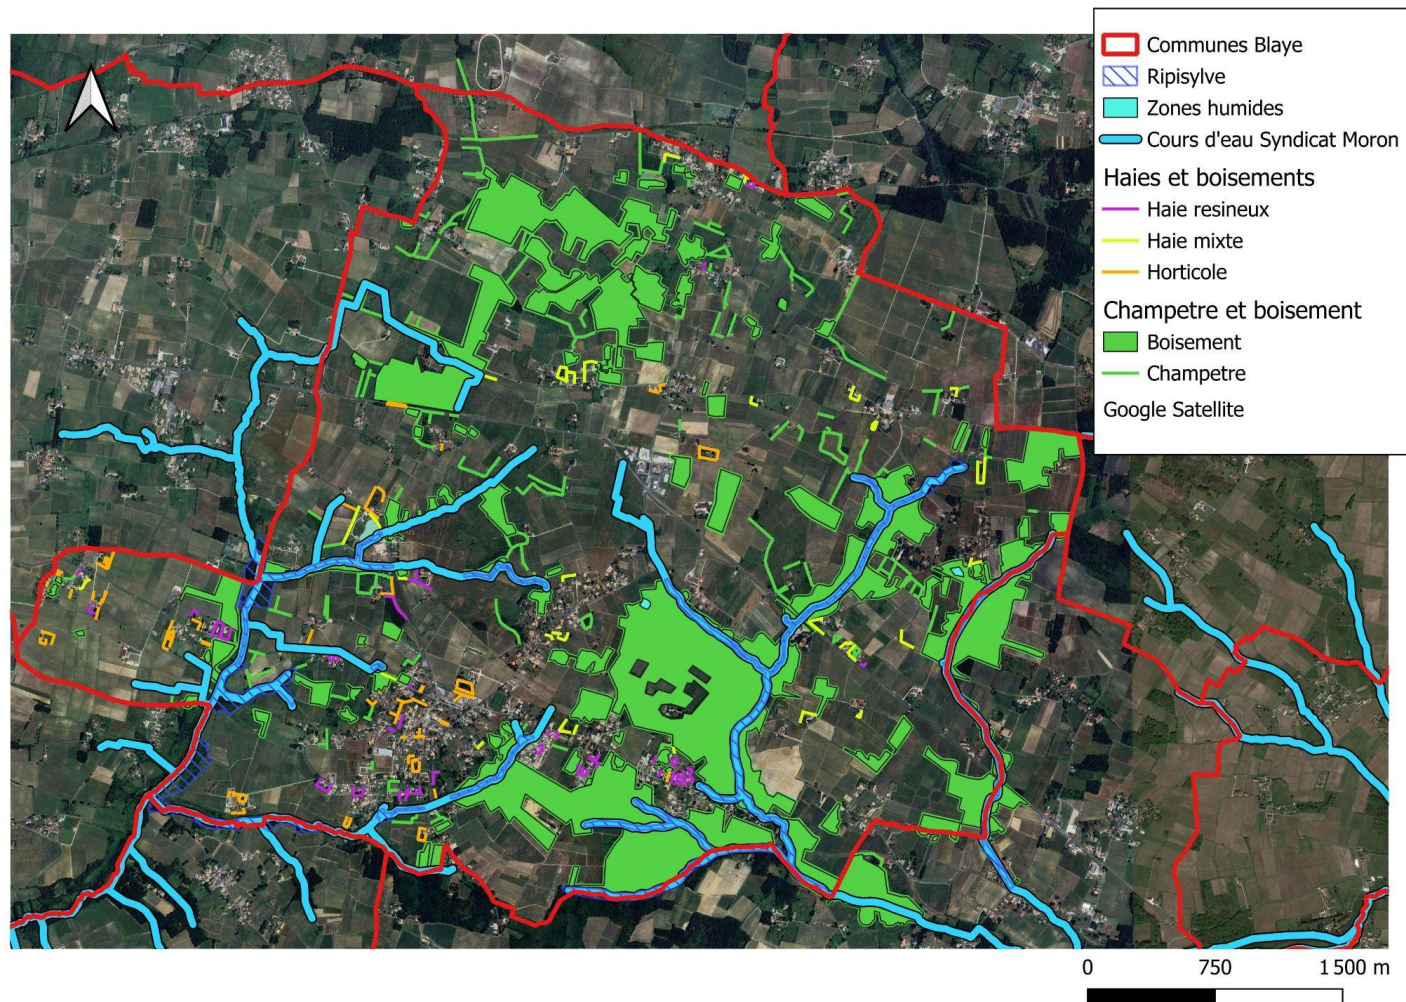 Communes Blaye
Ripisylve
Zones humides
Cours d'eau Syndicat Moron
Haies et boisements
Haie resineux
Haie mixte
Horticole
Champetre et boisement
Boisement
Champetre
Google Satellite
0 750 1 500 m